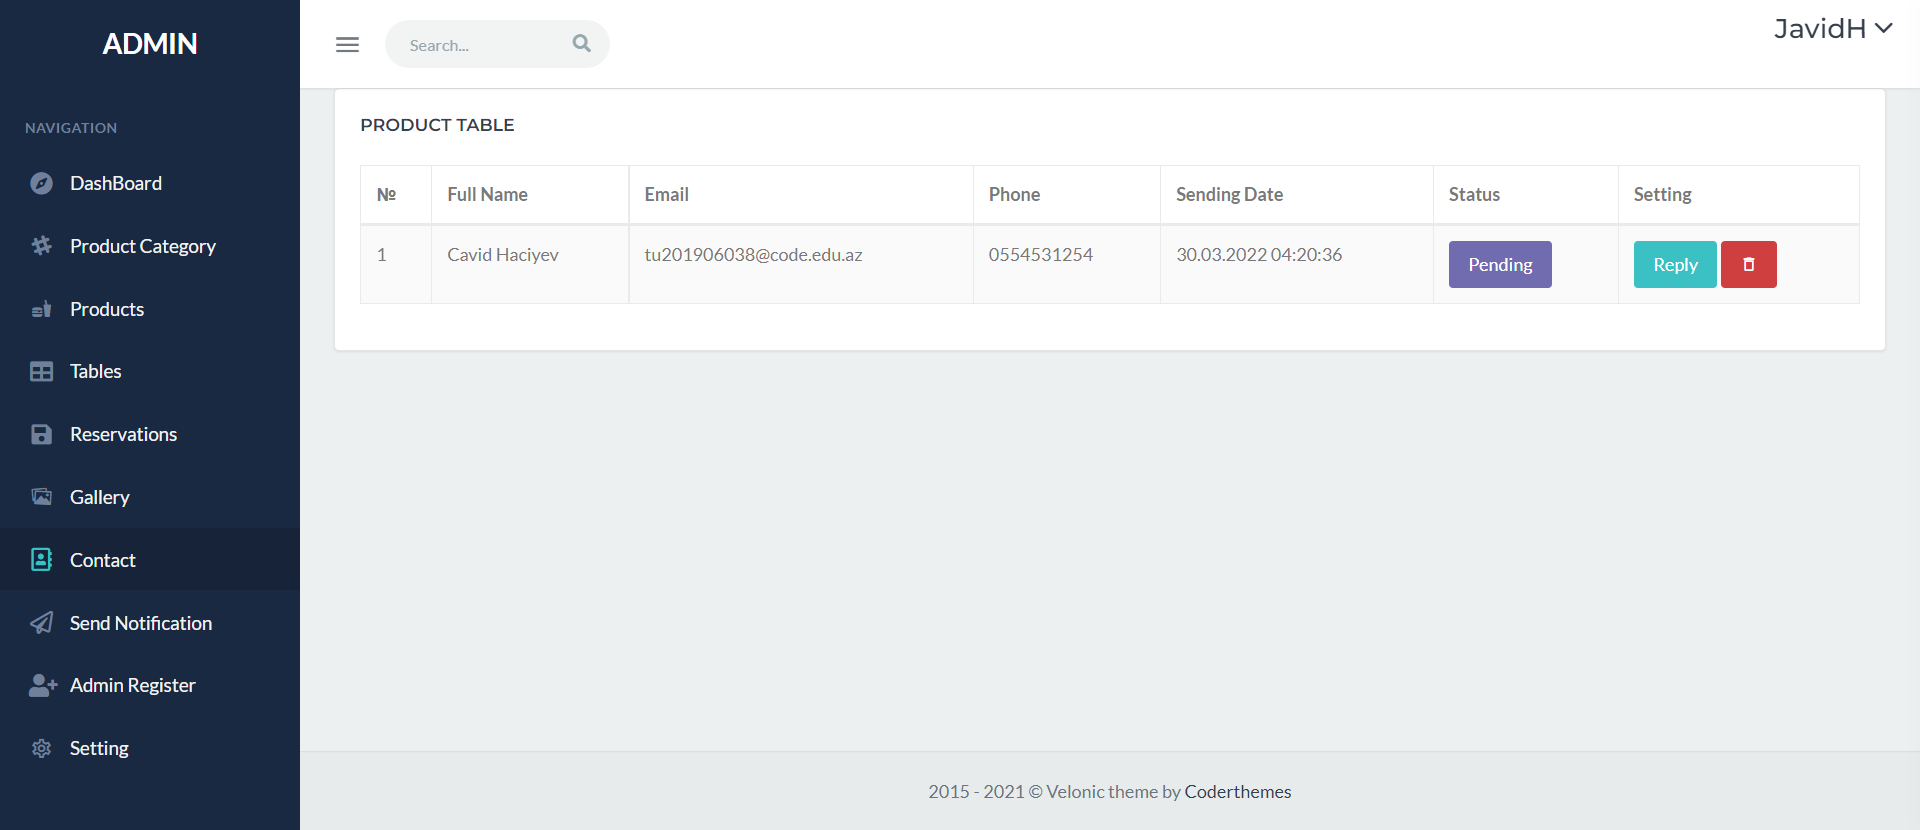 ADMIN
NAVIGATION
DashBoard
Product Category
Products
Tables
Reservations
Gallery
Contact
Send Notification
Admin Register
Setting
Search...
JavidH
PRODUCT TABLE
№ Full Name Email Phone Sending Date Status Setting
1 Cavid Haciyev tu201906038@code.edu.az 0554531254 30.03.2022 04:20:36 Pending Reply
2015 - 2021 © Velonic theme by Coderthemes